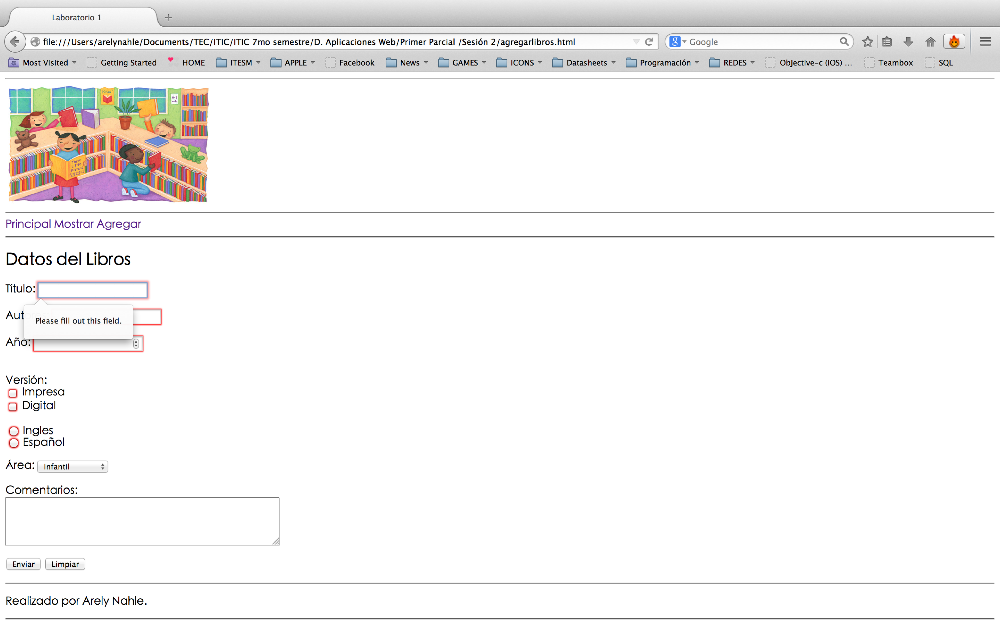 Laboratorio 1
file:///Users/arelynahle/Documents/TEC/ITIC/ITIC 7mo semestre/D. Aplicaciones Web/Primer Parcial /Sesión 2/agregarlibros.html
8 Google
Most Visited Getting Started HOME ITESM APPLE Facebook News GAMES ICONS Datasheets Programación REDES Objective-c (iOS) ... Teambox SQL
Read!
A-E
Three
Little
Kittens
Principal Mostrar Agregar
Datos del Libros
Título:
Autores:
Please fill out this field.
Año:
Versión:
Impresa
Digital
Ingles
Español
Área: Infantil
Comentarios:
Enviar Limpiar
Realizado por Arely Nahle.